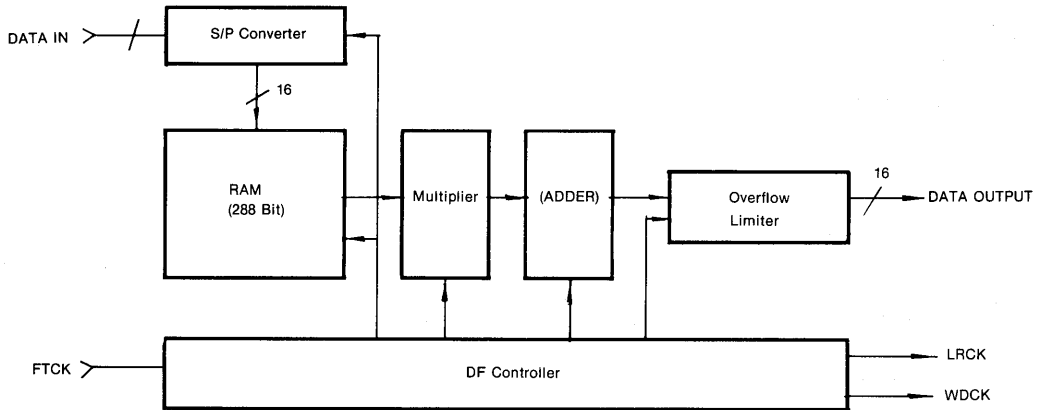 S/P Converter
DATA IN
16
RAM
(288 Bit)
Multiplier
(ADDER)
Overflow
Limiter
16
DATA OUTPUT
FTCK
DF Controller
LRCK
WDCK